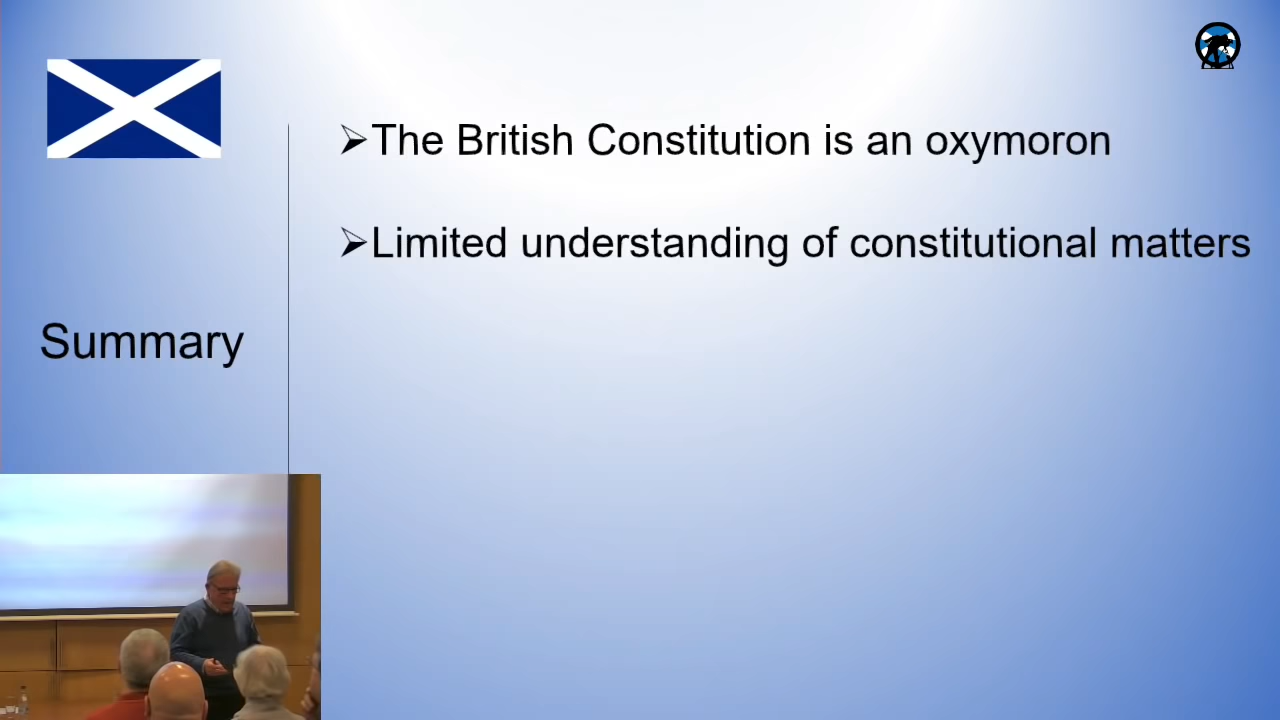 ➢The British Constitution is an oxymoron
➢Limited understanding of constitutional matters
Summary